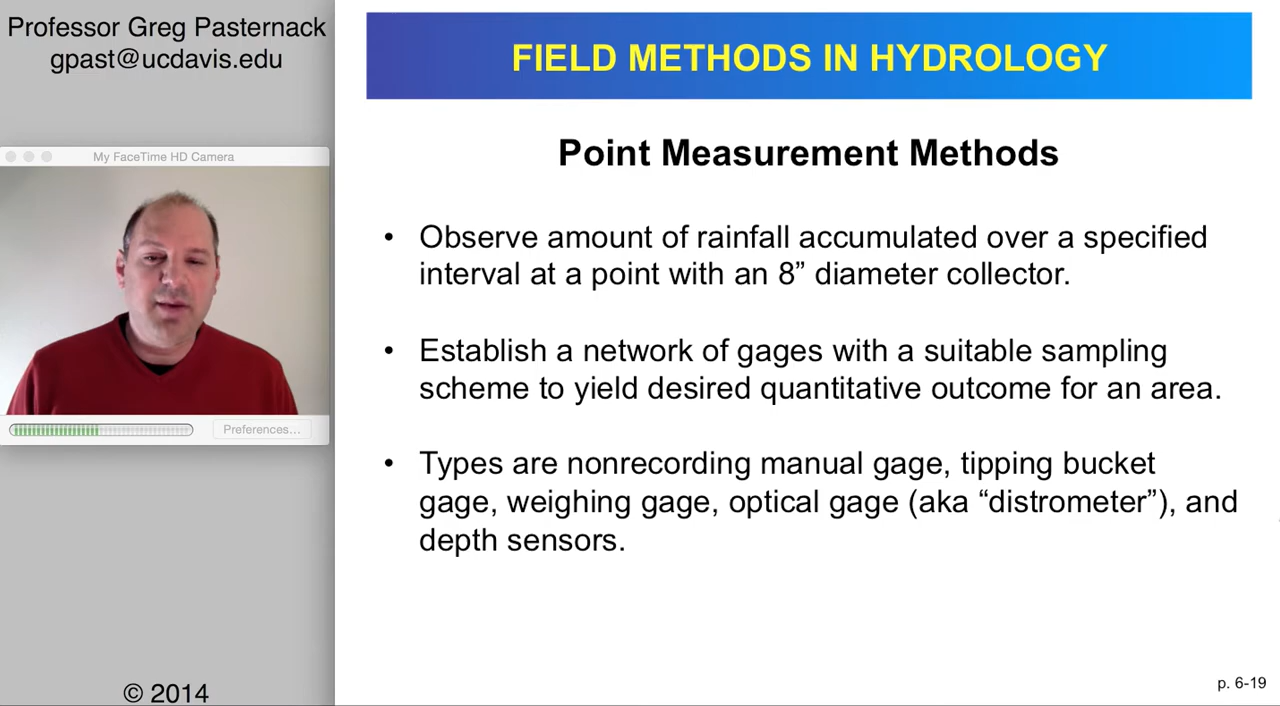 Professor Greg Pasternack
gpast@ucdavis.edu
My FaceTime HD Camera
Preferences...
© 2014
FIELD METHODS IN HYDROLOGY
Point Measurement Methods
• Observe amount of rainfall accumulated over a specified
interval at a point with an 8” diameter collector.
• Establish a network of gages with a suitable sampling
scheme to yield desired quantitative outcome for an area.
• Types are nonrecording manual gage, tipping bucket
gage, weighing gage, optical gage (aka “distrometer”), and
depth sensors.
p. 6-19